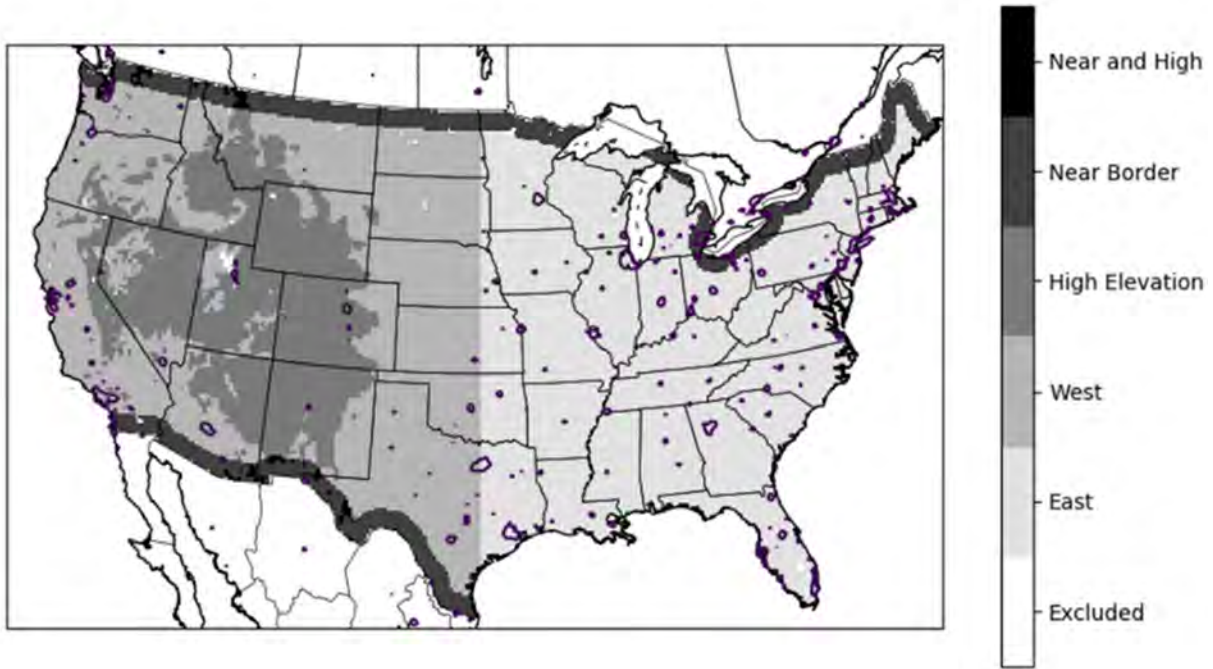 Near and High
Near Border
High Elevation
West
East
Excluded